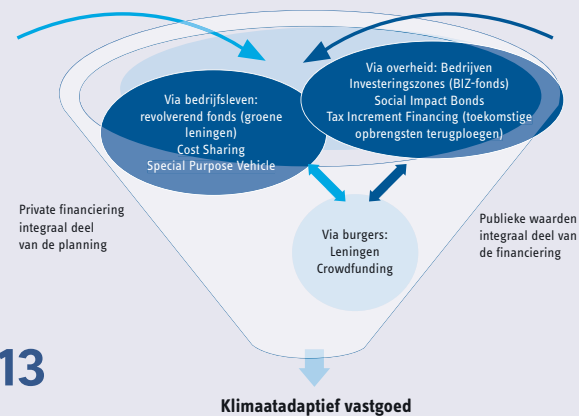 Via bedrijfsleven:
revolverend fonds (groene
leningen)
Cost Sharing
Special Purpose Vehicle
Via overheid: Bedrijven
Investeringszones (BIZ-fonds)
Social Impact Bonds
Tax Increment Financing (toekomstige
opbrengsten terugploegen)
Private financiering
integraal deel
van de planning
Via burgers:
Leningen
Crowdfunding
Publieke waarden
integraal deel van
de financiering
13
Klimaatadaptief vastgoed